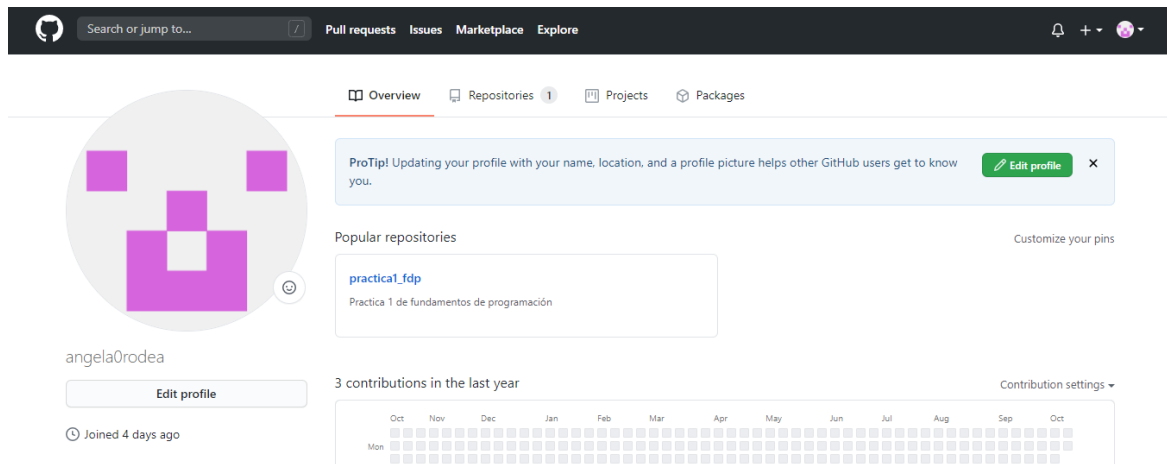 Search or jump to... /
Pull requests Issues Marketplace Explore
Overview Repositories 1 Projects Packages
ProTip! Updating your profile with your name, location, and a profile picture helps other GitHub users get to know
you.
Edit profile
Popular repositories
Customize your pins
practica1_fdp
Practica 1 de fundamentos de programación
angela0rodea
Edit profile
Joined 4 days ago
3 contributions in the last year
Contribution settings
Oct Nov Dec Jan Feb Mar Apr May Jun Jul Aug Sep Oct
Mon